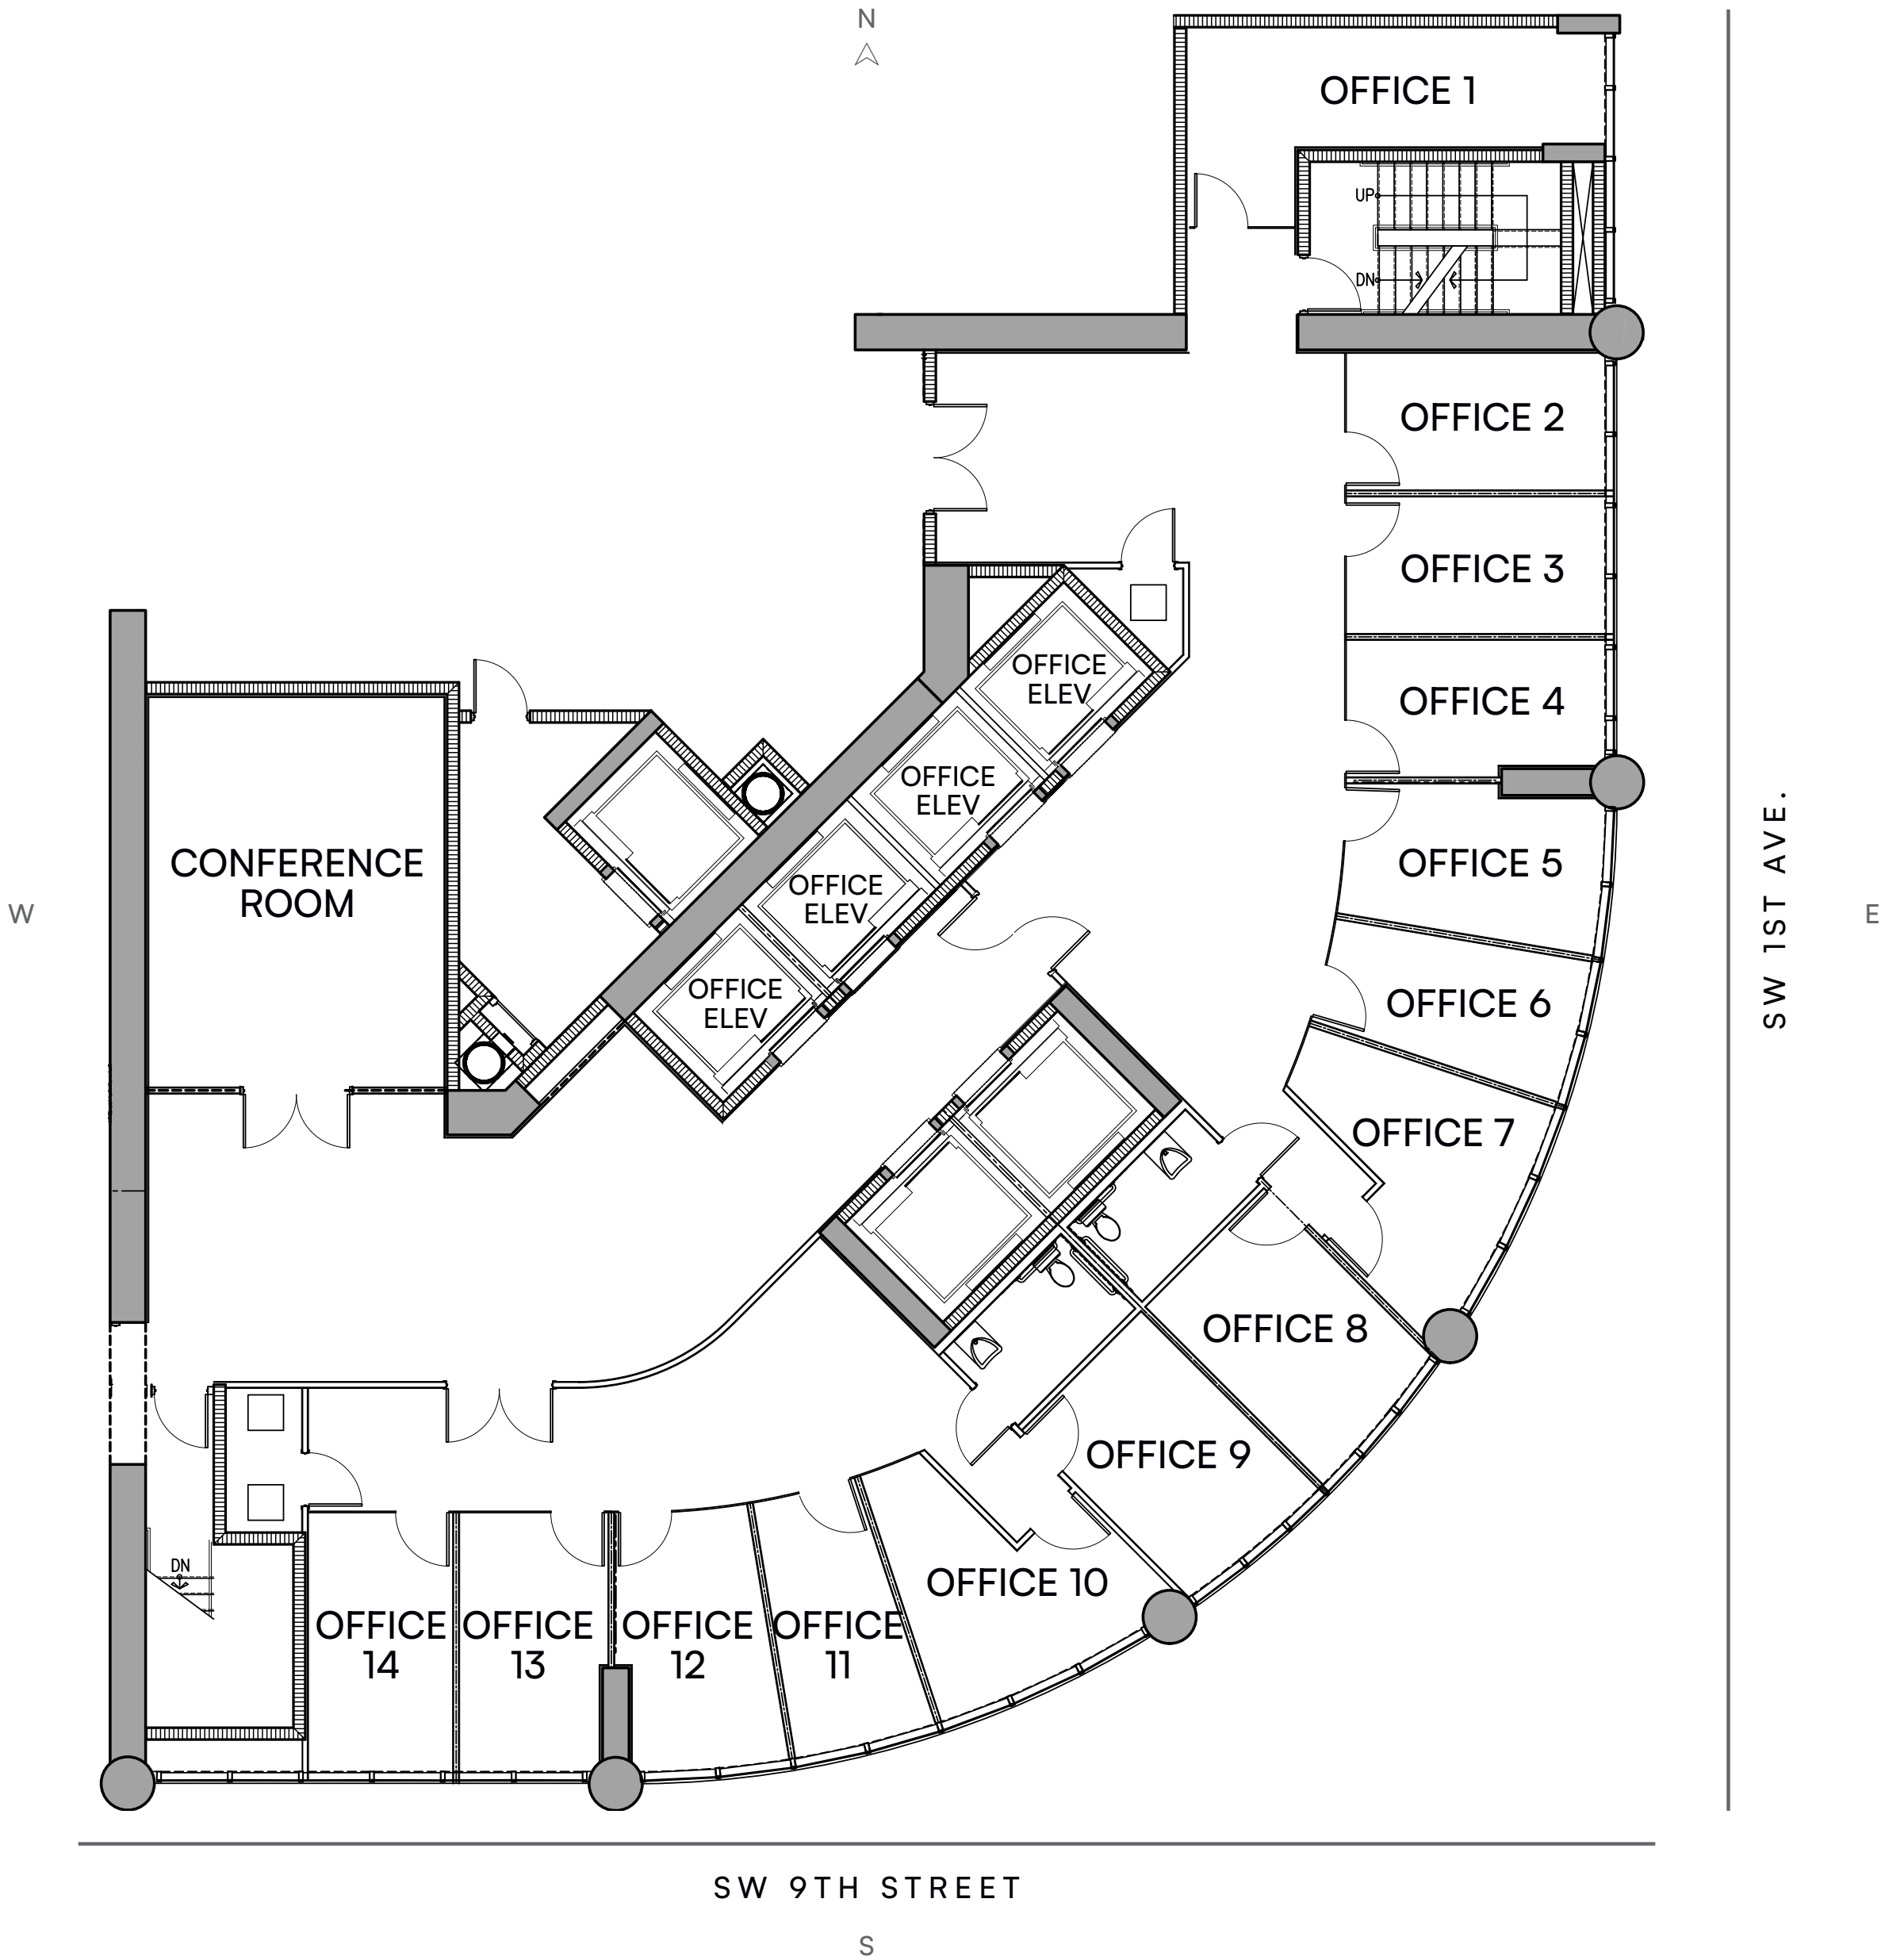 N
OFFICE 1
UP
DN
OFFICE 2
OFFICE 3
OFFICE 4
OFFICE
ELEV
OFFICE
ELEV
OFFICE
ELEV
OFFICE
ELEV
CONFERENCE
ROOM
OFFICE 5
W
E
SW 1ST AVE.
OFFICE 6
OFFICE 7
OFFICE 8
OFFICE 9
OFFICE 10
DN
OFFICE
14
OFFICE
13
OFFICE
12
OFFICE
11
SW 9TH STREET
S